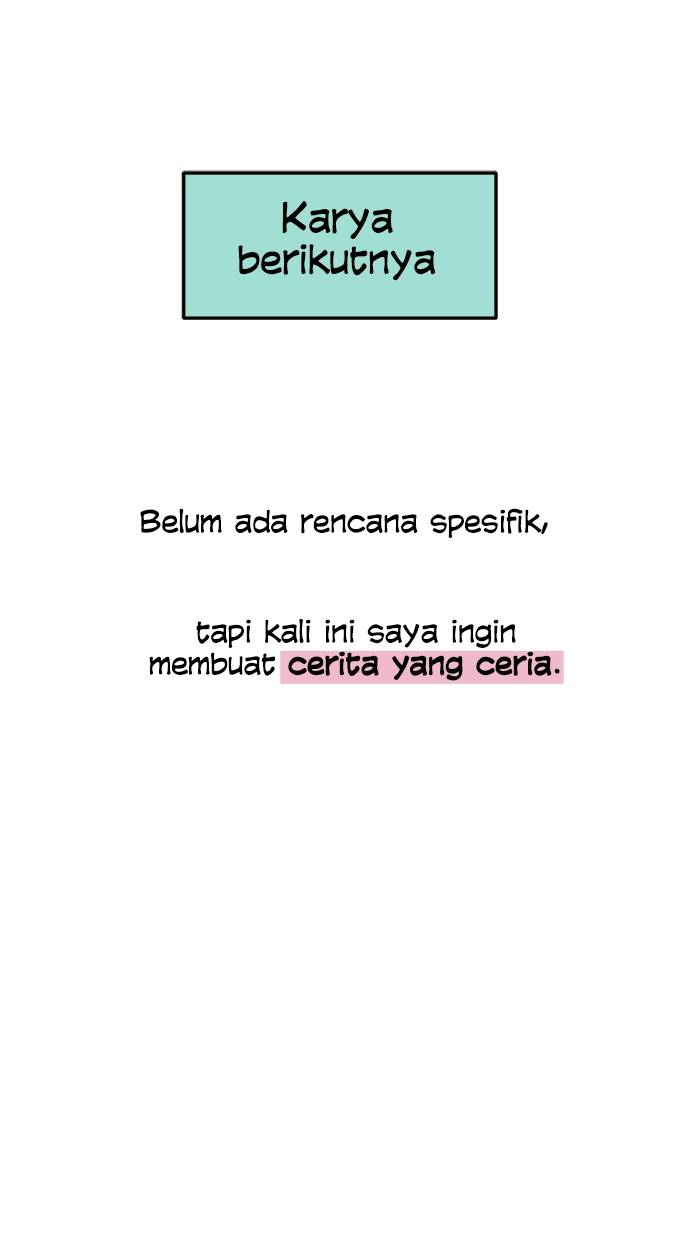 Karya
berikutnya
Belum ada rencana spesifik,
tapi kali ini saya ingin
membuat cerita yang ceria.